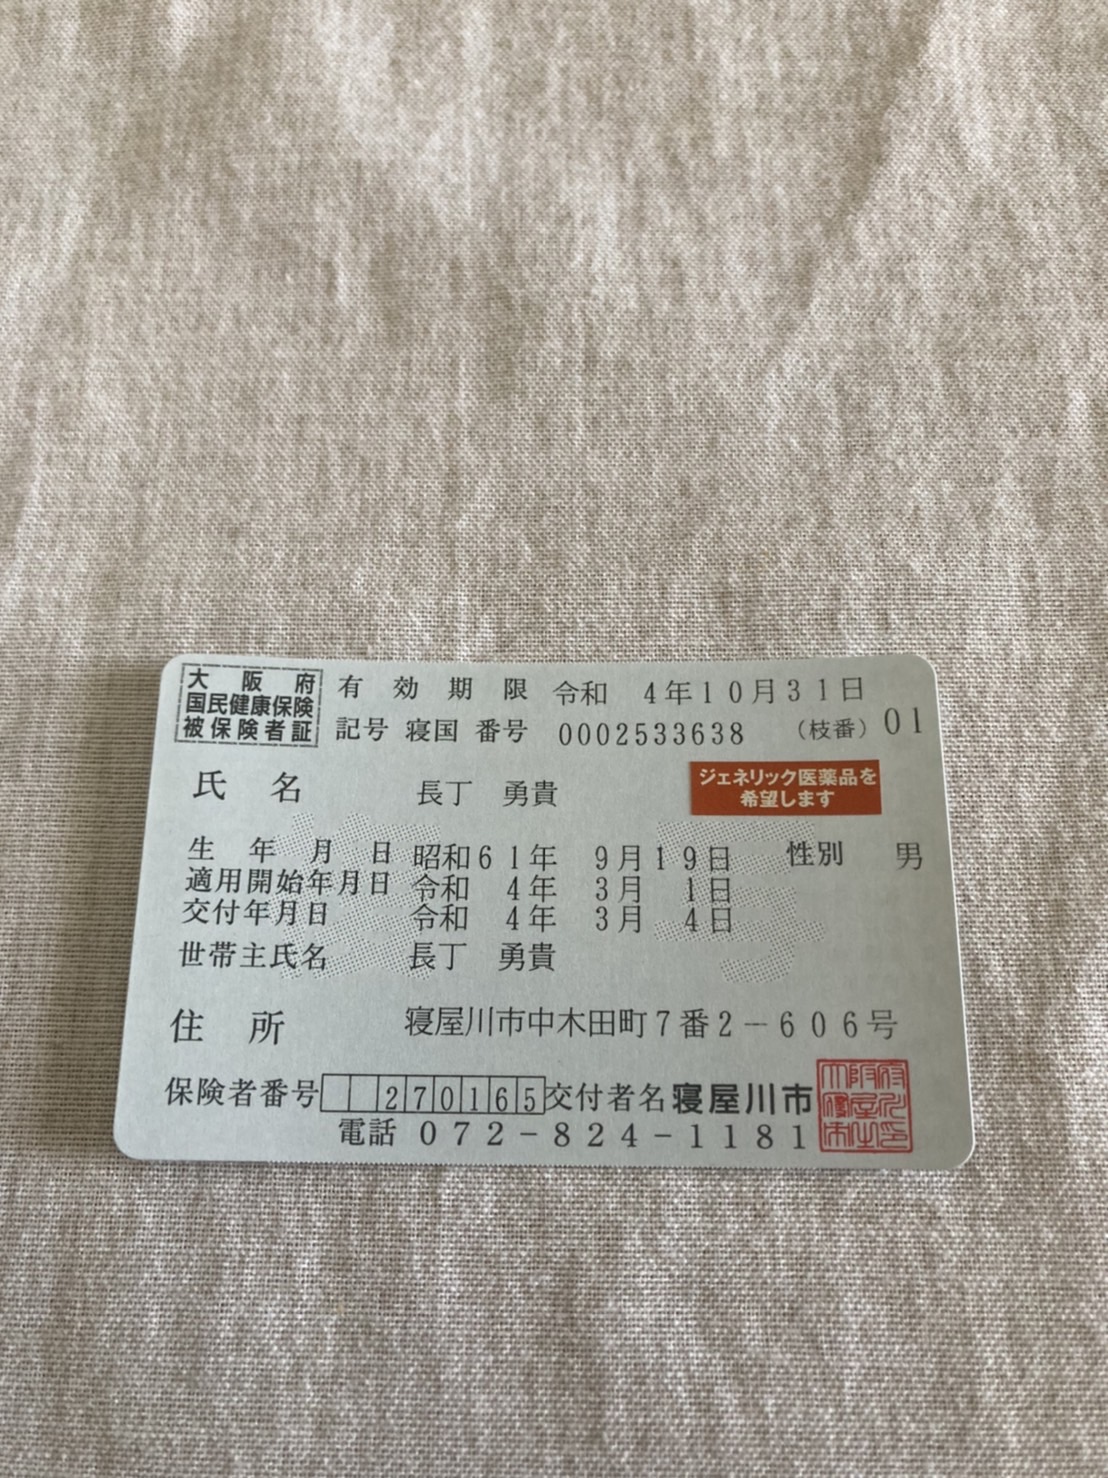 大阪府
国民健康保険
被保険者証
有効期限 令和 4年10月31日
記号 寝国 番号 0002533638 （枝番）01
氏名 長丁 勇貴
ジェネリック医薬品を
希望します
生年月日 昭和61年 9月19日 性別 男
適用開始年月日 令和 4年 3月 1日
交付年月日 令和 4年 3月 4日
世帯主氏名 長丁 勇貴
住所 寝屋川市中木田町7番2－606号
保険者番号 270165 交付者名 寝屋川市
電話 072－824－1181